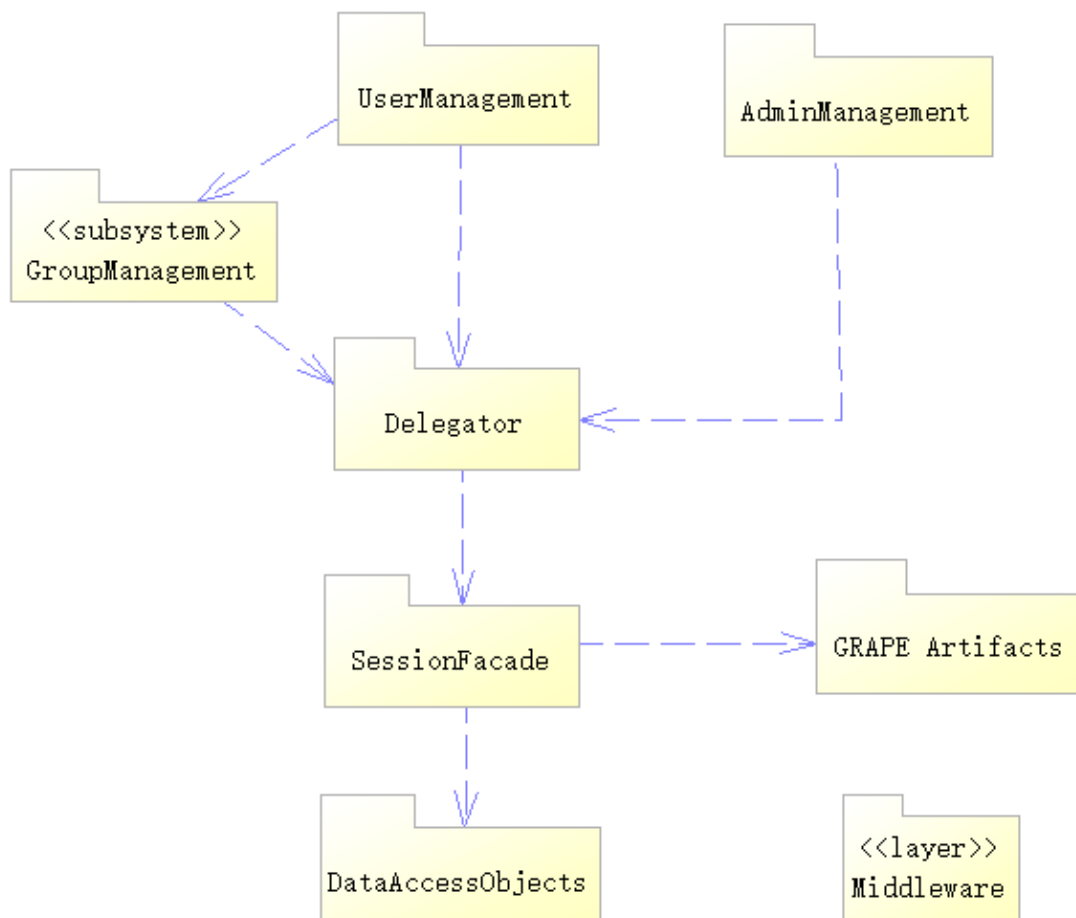 UserManagement
AdminManagement
<<subsystem>>
GroupManagement
Delegator
SessionFacade
GRAPE Artifacts
DataAccessObjects
<<layer>>
Middleware